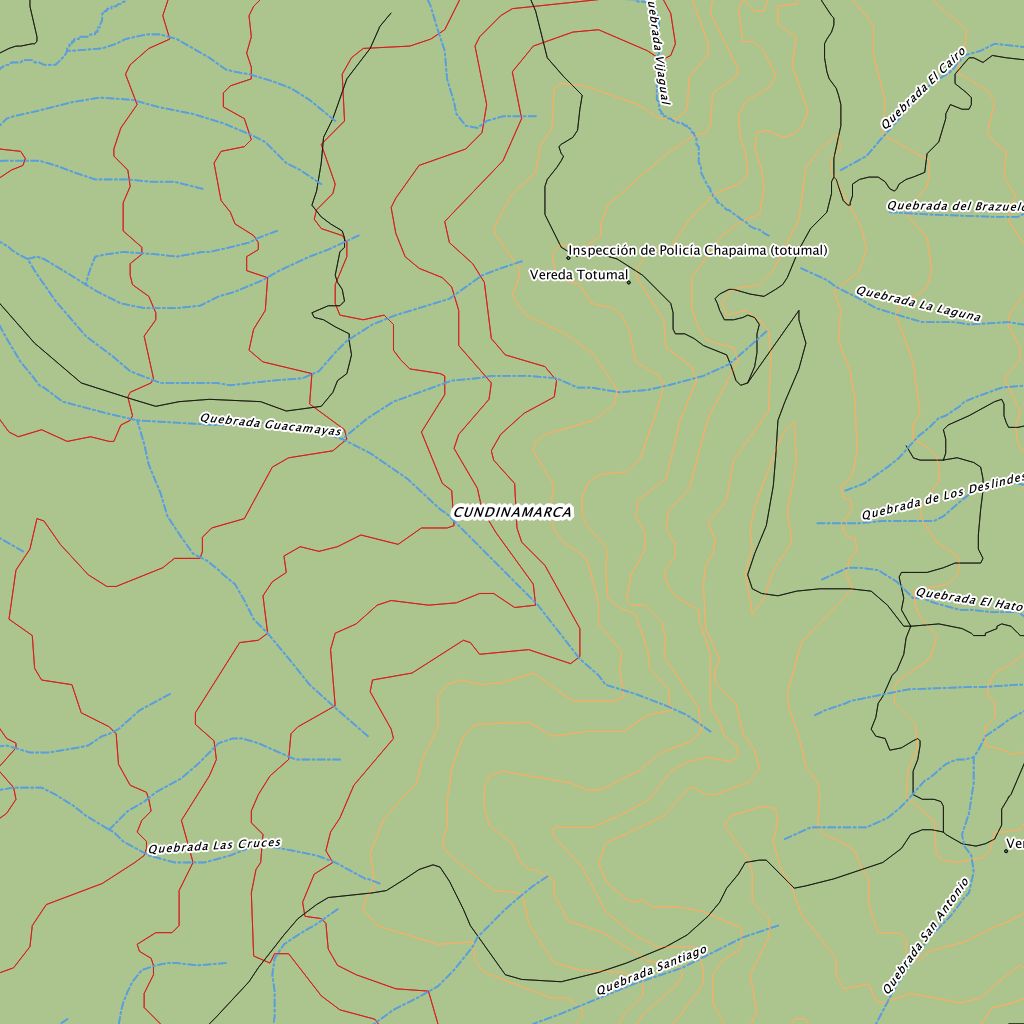 Quebrada Vijagual
Quebrada El Cairo
Quebrada del Brazuelo
Inspección de Policía Chapaima (totumal)
Vereda Totumal
Quebrada La Laguna
Quebrada Guacamayas
CUNDINAMARCA
Quebrada de Los Deslindes
Quebrada El Hato
Quebrada Las Cruces
Quebrada San Antonio
Quebrada Santiago